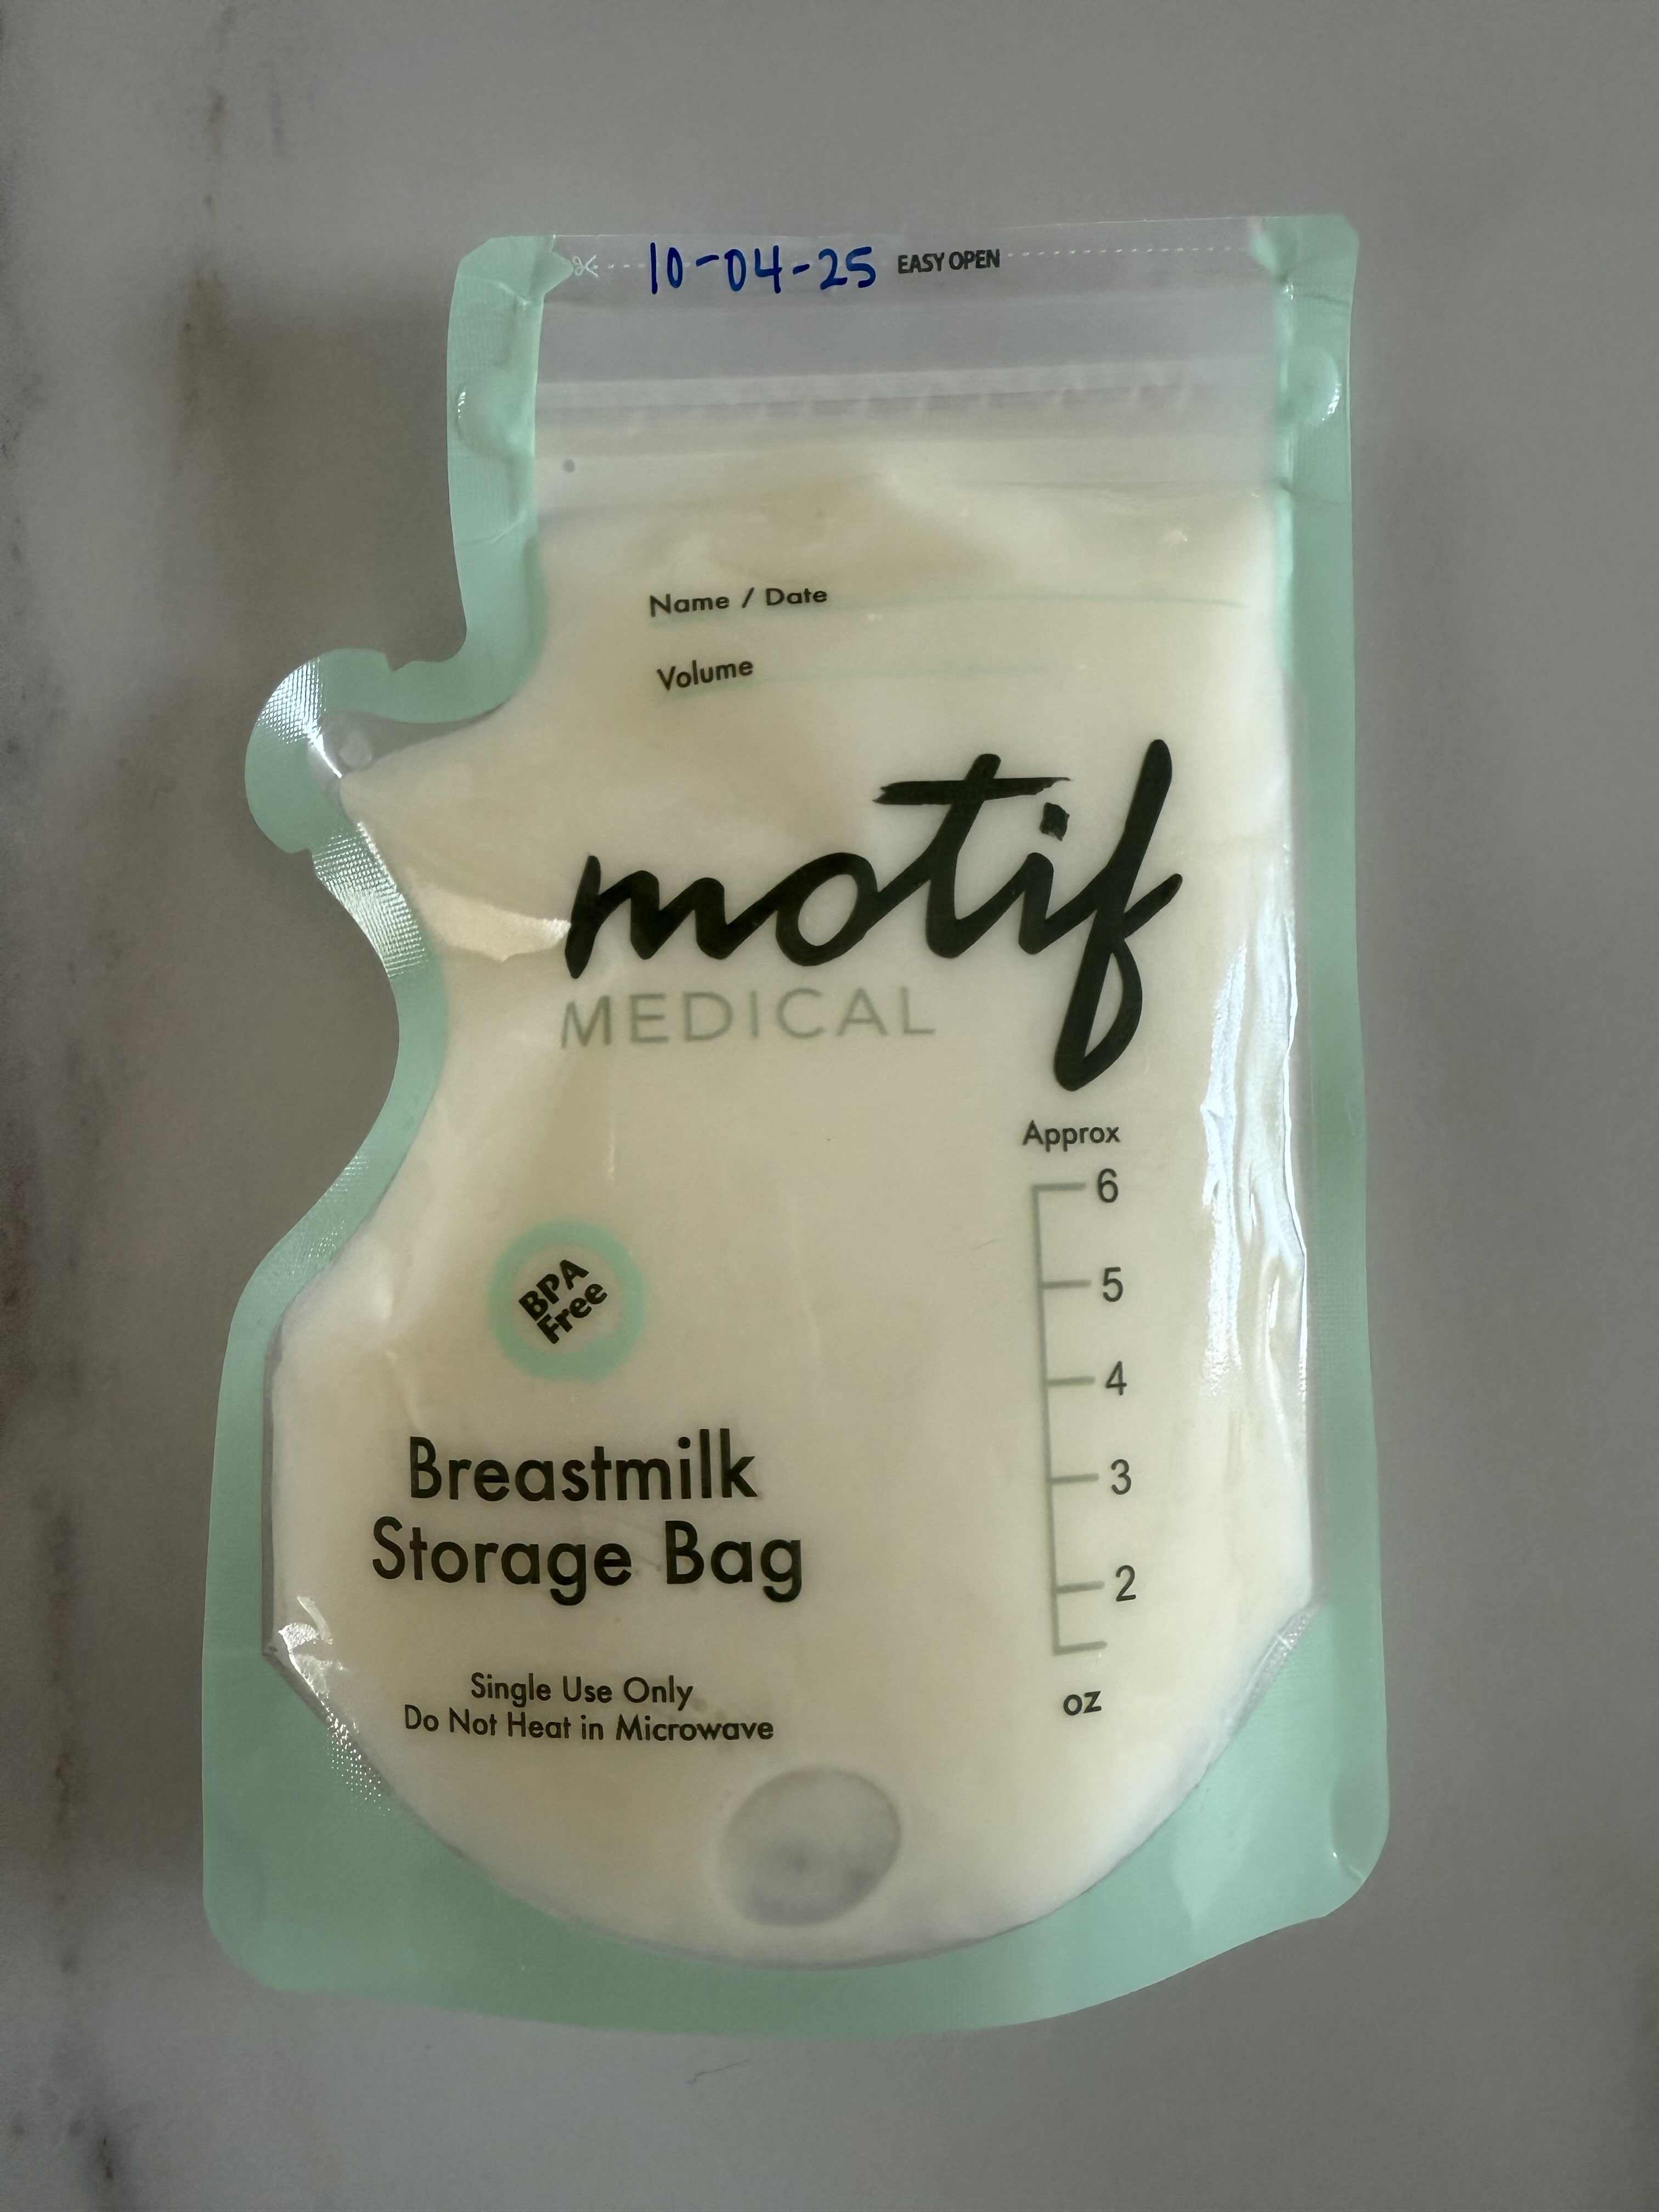 10-04-25 EASY OPEN
Name / Date
Volume
motif
MEDICAL
Approx
6
5
BPA
Free
4
3
Breastmilk
Storage Bag
2
oz
Single Use Only
Do Not Heat in Microwave